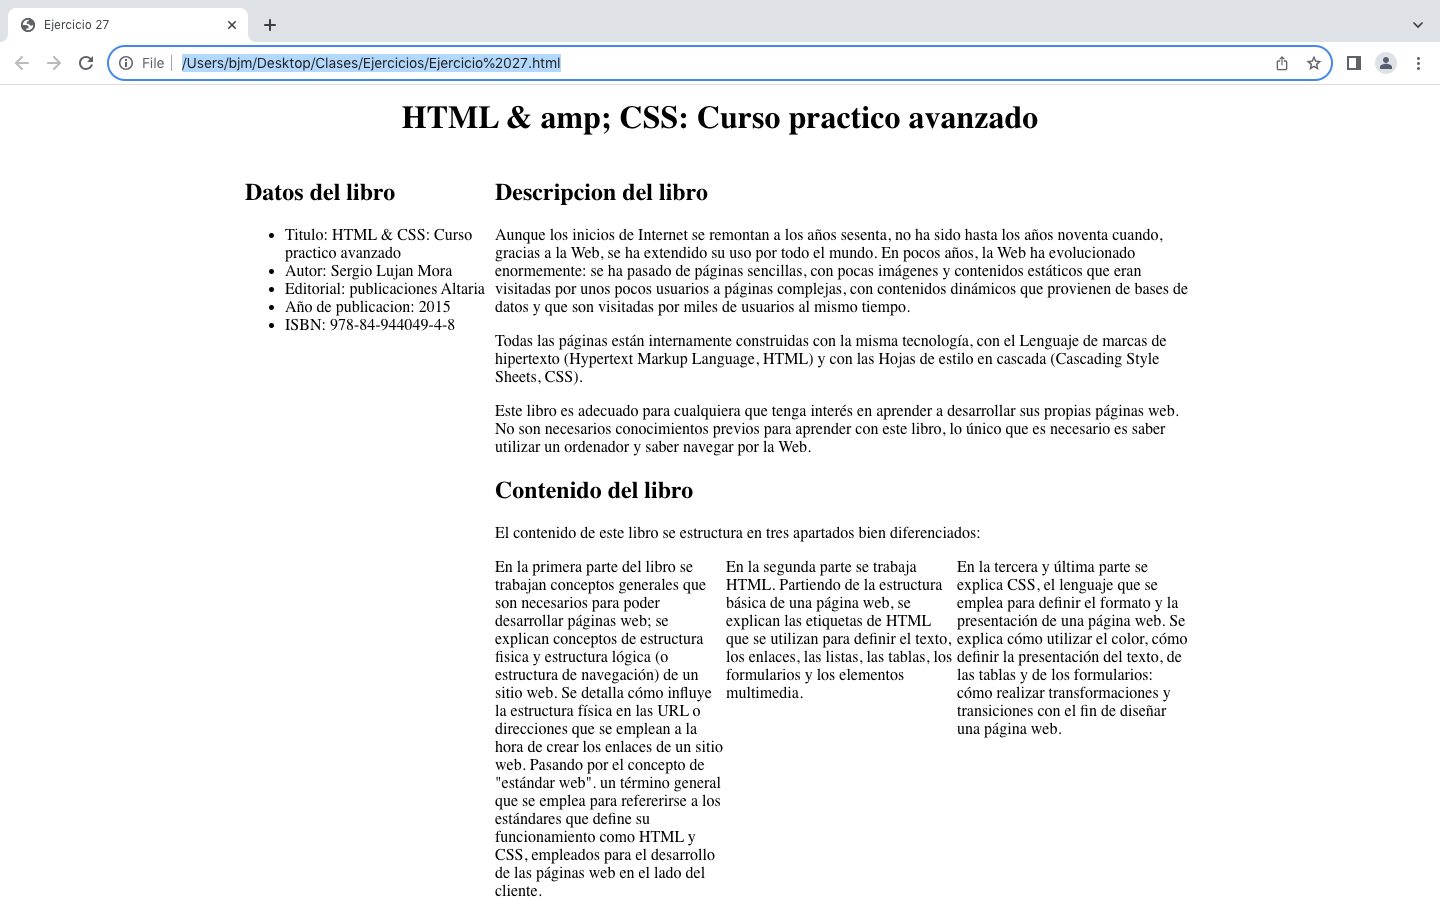 Ejercicio 27
File
/Users/bjm/Desktop/Clases/Ejercicios/Ejercicio%2027.html
HTML & amp; CSS: Curso practico avanzado
Datos del libro
Titulo: HTML & CSS: Curso
practico avanzado
Autor: Sergio Lujan Mora
Editorial: publicaciones Altaria
Año de publicacion: 2015
ISBN: 978-84-944049-4-8
Descripcion del libro
Aunque los inicios de Internet se remontan a los años sesenta, no ha sido hasta los años noventa cuando,
gracias a la Web, se ha extendido su uso por todo el mundo. En pocos años, la Web ha evolucionado
enormemente: se ha pasado de páginas sencillas, con pocas imágenes y contenidos estáticos que eran
visitadas por unos pocos usuarios a páginas complejas, con contenidos dinámicos que provienen de bases de
datos y que son visitadas por miles de usuarios al mismo tiempo.
Todas las páginas están internamente construidas con la misma tecnología, con el Lenguaje de marcas de
hipertexto (Hypertext Markup Language, HTML) y con las Hojas de estilo en cascada (Cascading Style
Sheets, CSS).
Este libro es adecuado para cualquiera que tenga interés en aprender a desarrollar sus propias páginas web.
No son necesarios conocimientos previos para aprender con este libro, lo único que es necesario es saber
utilizar un ordenador y saber navegar por la Web.
Contenido del libro
El contenido de este libro se estructura en tres apartados bien diferenciados:
En la primera parte del libro se
trabajan conceptos generales que
son necesarios para poder
desarrollar páginas web; se
explican conceptos de estructura
fisica y estructura lógica (o
estructura de navegación) de un
sitio web. Se detalla cómo influye
la estructura física en las URL o
direcciones que se emplean a la
hora de crear los enlaces de un sitio
web. Pasando por el concepto de
"estándar web". un término general
que se emplea para refererirse a los
estándares que define su
funcionamiento como HTML y
CSS, empleados para el desarrollo
de las páginas web en el lado del
cliente.
En la segunda parte se trabaja
HTML. Partiendo de la estructura
básica de una página web, se
explican las etiquetas de HTML
que se utilizan para definir el texto,
los enlaces, las listas, las tablas, los
formularios y los elementos
multimedia.
En la tercera y última parte se
explica CSS, el lenguaje que se
emplea para definir el formato y la
presentación de una página web. Se
explica cómo utilizar el color, cómo
definir la presentación del texto, de
las tablas y de los formularios:
cómo realizar transformaciones y
transiciones con el fin de diseñar
una página web.